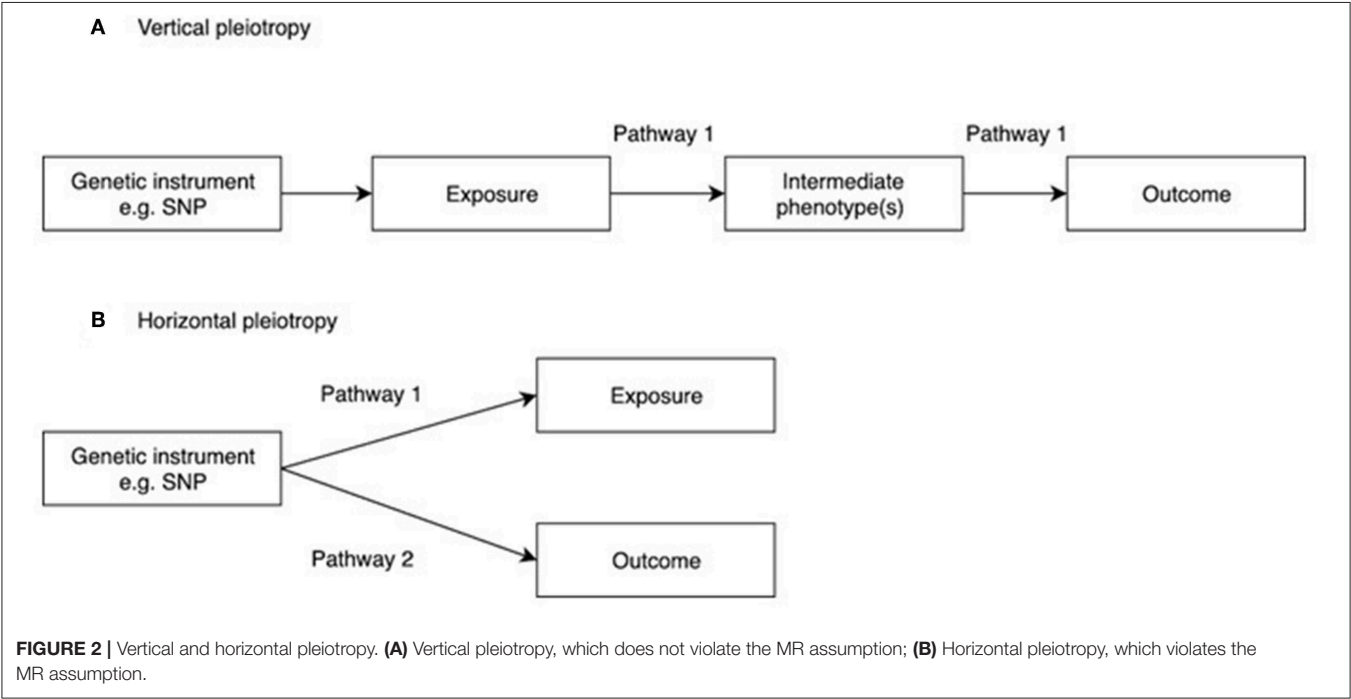 A Vertical pleiotropy
Pathway 1
Pathway 1
Genetic instrument
e.g. SNP
Exposure
Intermediate
phenotype(s)
Outcome
B Horizontal pleiotropy
Pathway 1
Exposure
Genetic instrument
e.g. SNP
Pathway 2
Outcome
FIGURE 2 | Vertical and horizontal pleiotropy. (A) Vertical pleiotropy, which does not violate the MR assumption; (B) Horizontal pleiotropy, which violates the
MR assumption.